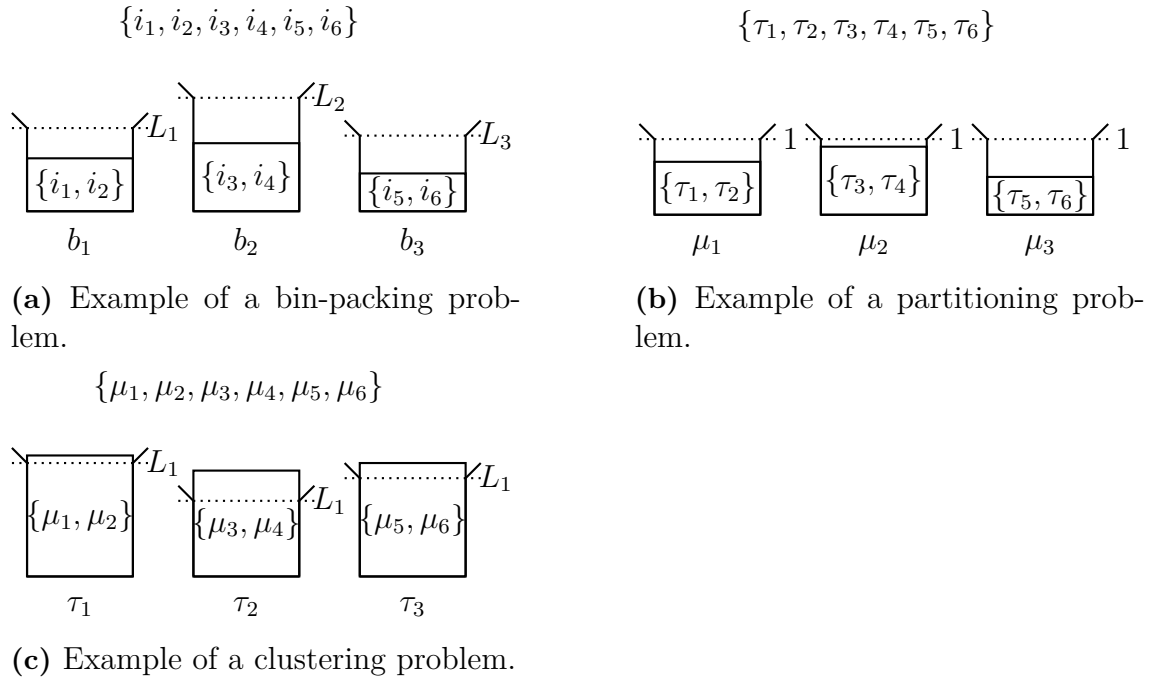 {i₁, i₂, i₃, i₄, i₅, i₆}
L₁
L₂
L₃
{i₁, i₂}
{i₃, i₄}
{i₅, i₆}
b₁
b₂
b₃
(a) Example of a bin-packing prob-
lem.
{τ₁, τ₂, τ₃, τ₄, τ₅, τ₆}
1
1
1
{τ₁, τ₂}
{τ₃, τ₄}
{τ₅, τ₆}
μ₁
μ₂
μ₃
(b) Example of a partitioning prob-
lem.
{μ₁, μ₂, μ₃, μ₄, μ₅, μ₆}
L₁
L₁
L₁
{μ₁, μ₂}
{μ₃, μ₄}
{μ₅, μ₆}
τ₁
τ₂
τ₃
(c) Example of a clustering problem.